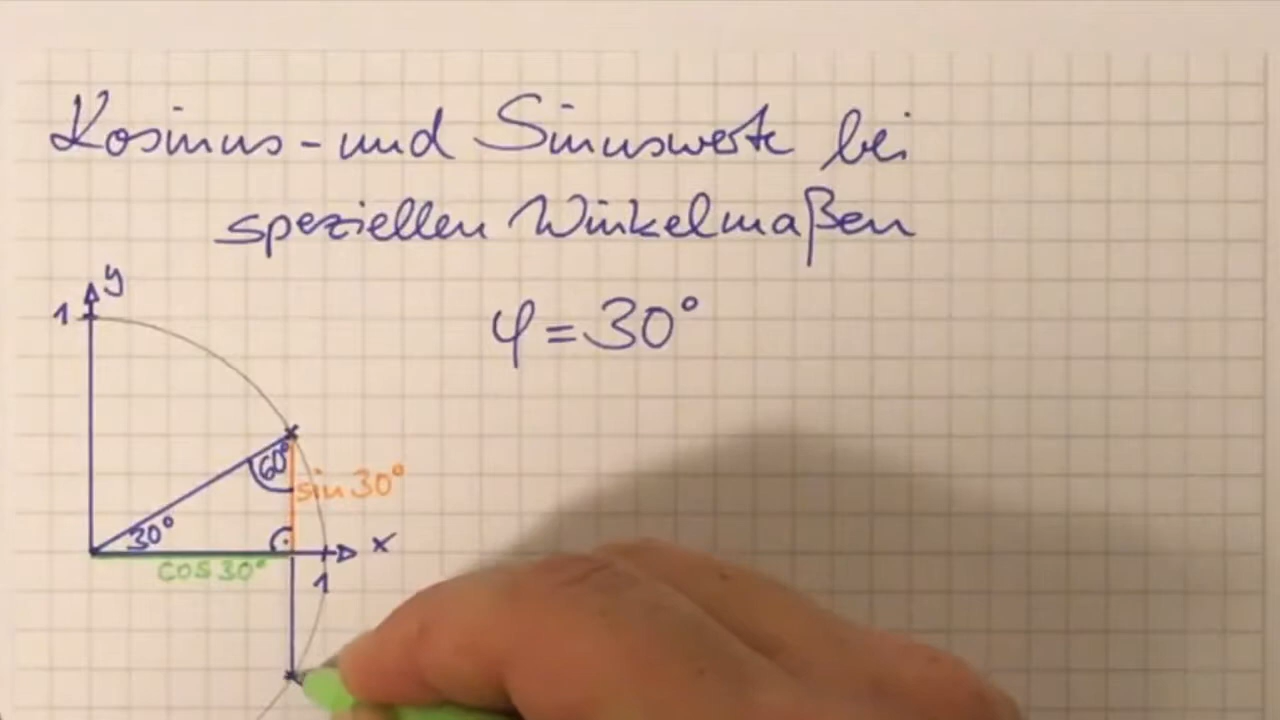 Kosinus- und Sinuswerte bei
speziellen Winkelmaßen
y
1
φ = 30°
60°
sin 30°
30°
x
cos 30°
1